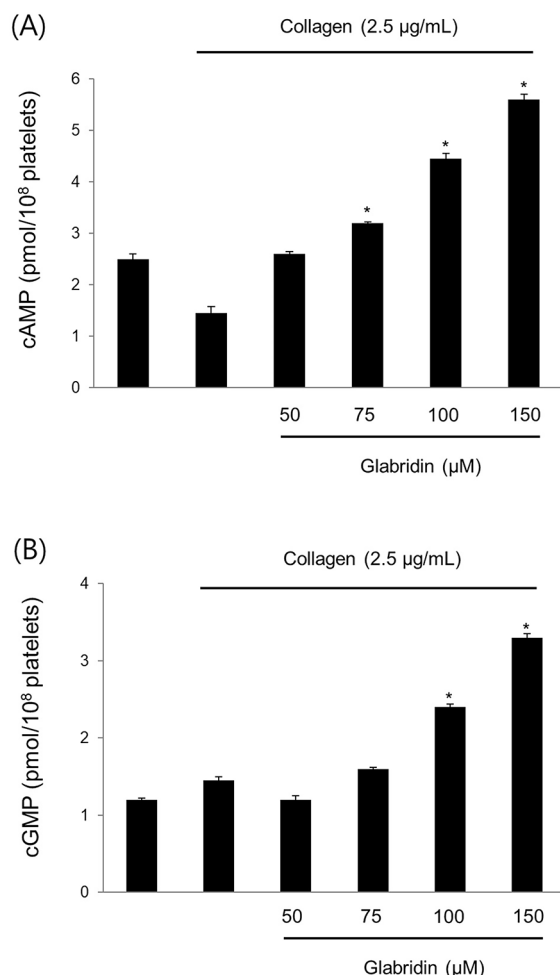 (A)
Collagen (2.5 µg/mL)
cAMP (pmol/10⁸ platelets)
6
5
4
3
2
1
0
*
*
*
50 75 100 150
Glabridin (µM)
(B)
Collagen (2.5 µg/mL)
cGMP (pmol/10⁸ platelets)
4
3
2
1
0
*
*
50 75 100 150
Glabridin (µM)